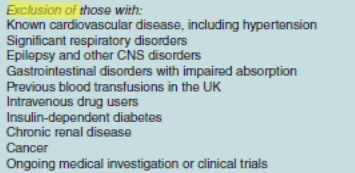 Exclusion of those with:
Known cardiovascular disease, including hypertension
Significant respiratory disorders
Epilepsy and other CNS disorders
Gastrointestinal disorders with impaired absorption
Previous blood transfusions in the UK
Intravenous drug users
Insulin-dependent diabetes
Chronic renal disease
Cancer
Ongoing medical investigation or clinical trials